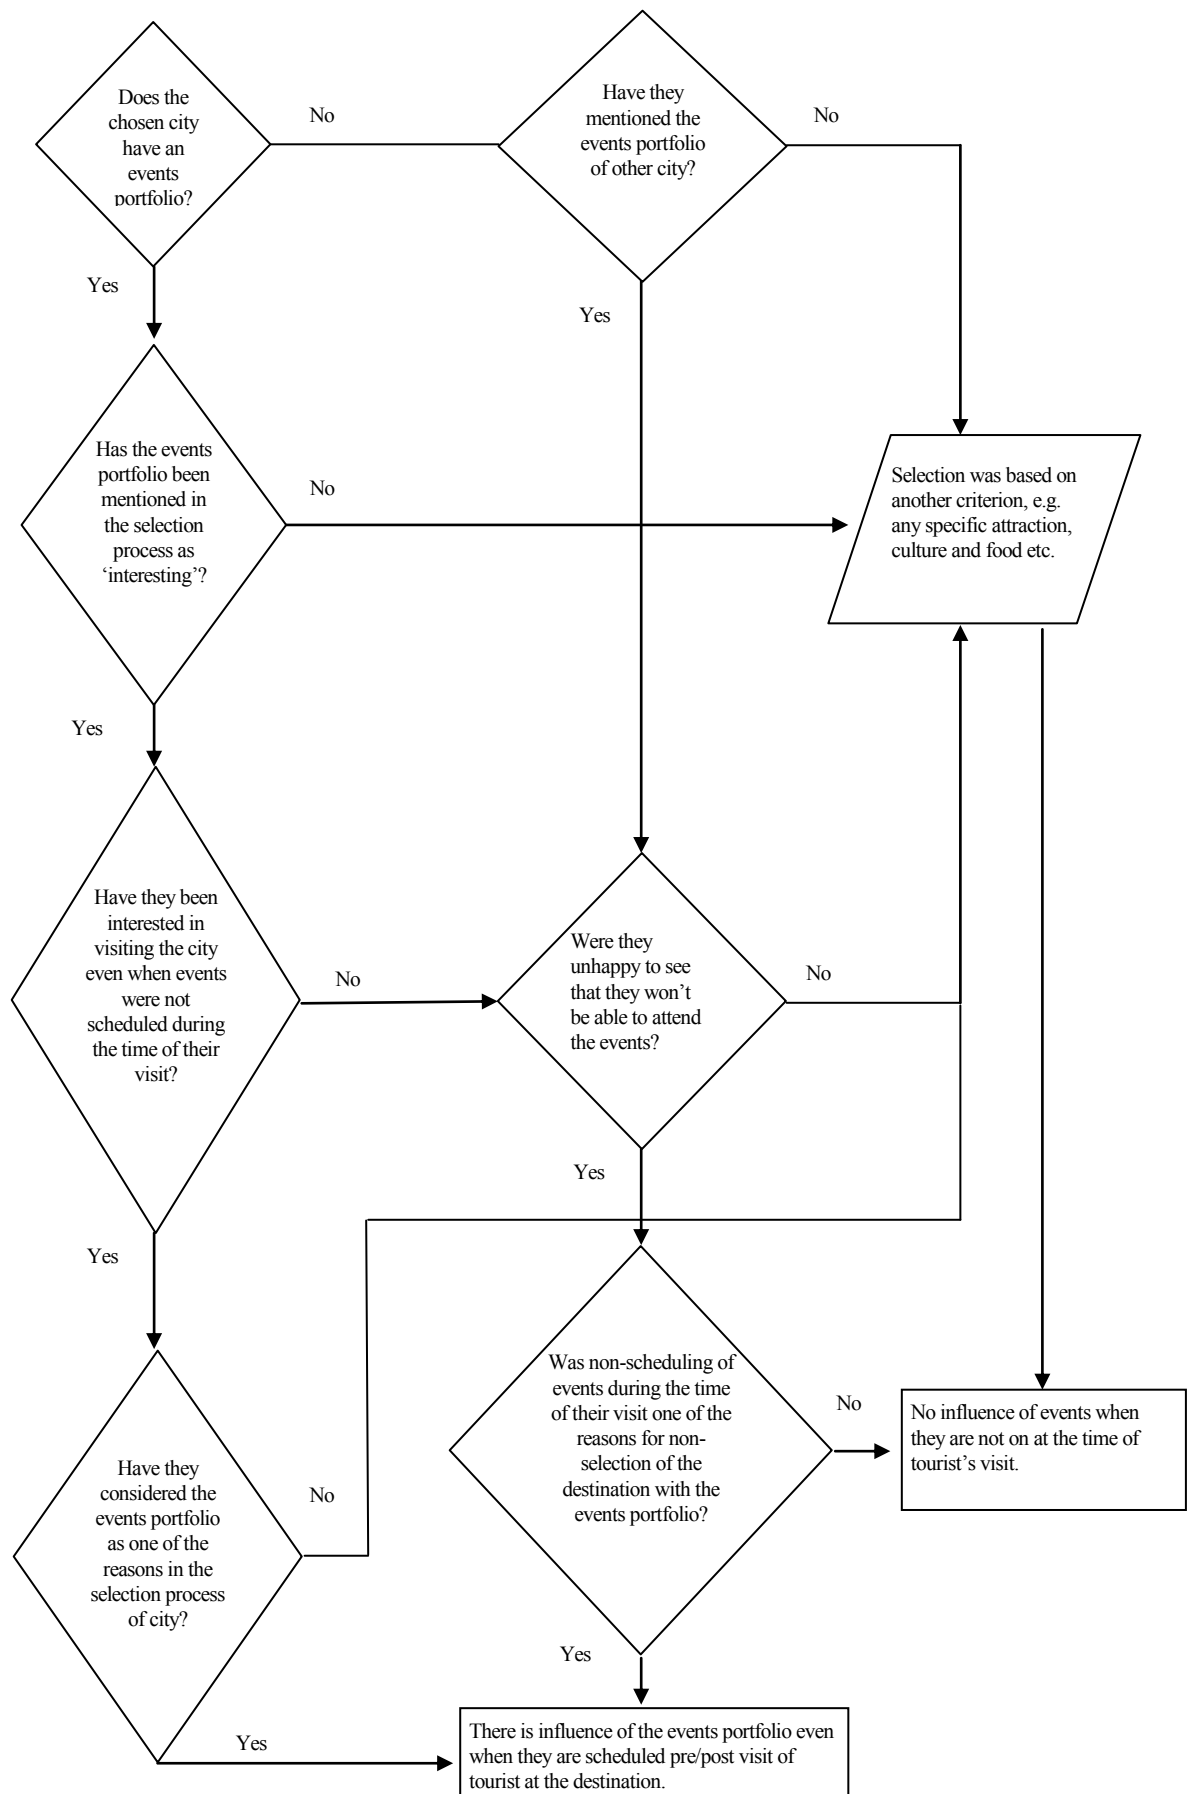 Does the
chosen city
have an
events
portfolio?
No
Have they
mentioned the
events portfolio
of other city?
No
Yes
Yes
Has the events
portfolio been
mentioned in
the selection
process as
‘interesting’?
No
Selection was based on
another criterion, e.g.
any specific attraction,
culture and food etc.
Yes
Have they been
interested in
visiting the city
even when events
were not
scheduled during
the time of their
visit?
No
Were they
unhappy to see
that they won’t
be able to attend
the events?
No
Yes
Yes
Was non-scheduling of
events during the time
of their visit one of the
reasons for non-
selection of the
destination with the
events portfolio?
No
No influence of events when
they are not on at the time of
tourist’s visit.
Have they
considered the
events portfolio
as one of the
reasons in the
selection process
of city?
No
Yes
Yes
There is influence of the events portfolio even
when they are scheduled pre/post visit of
tourist at the destination.